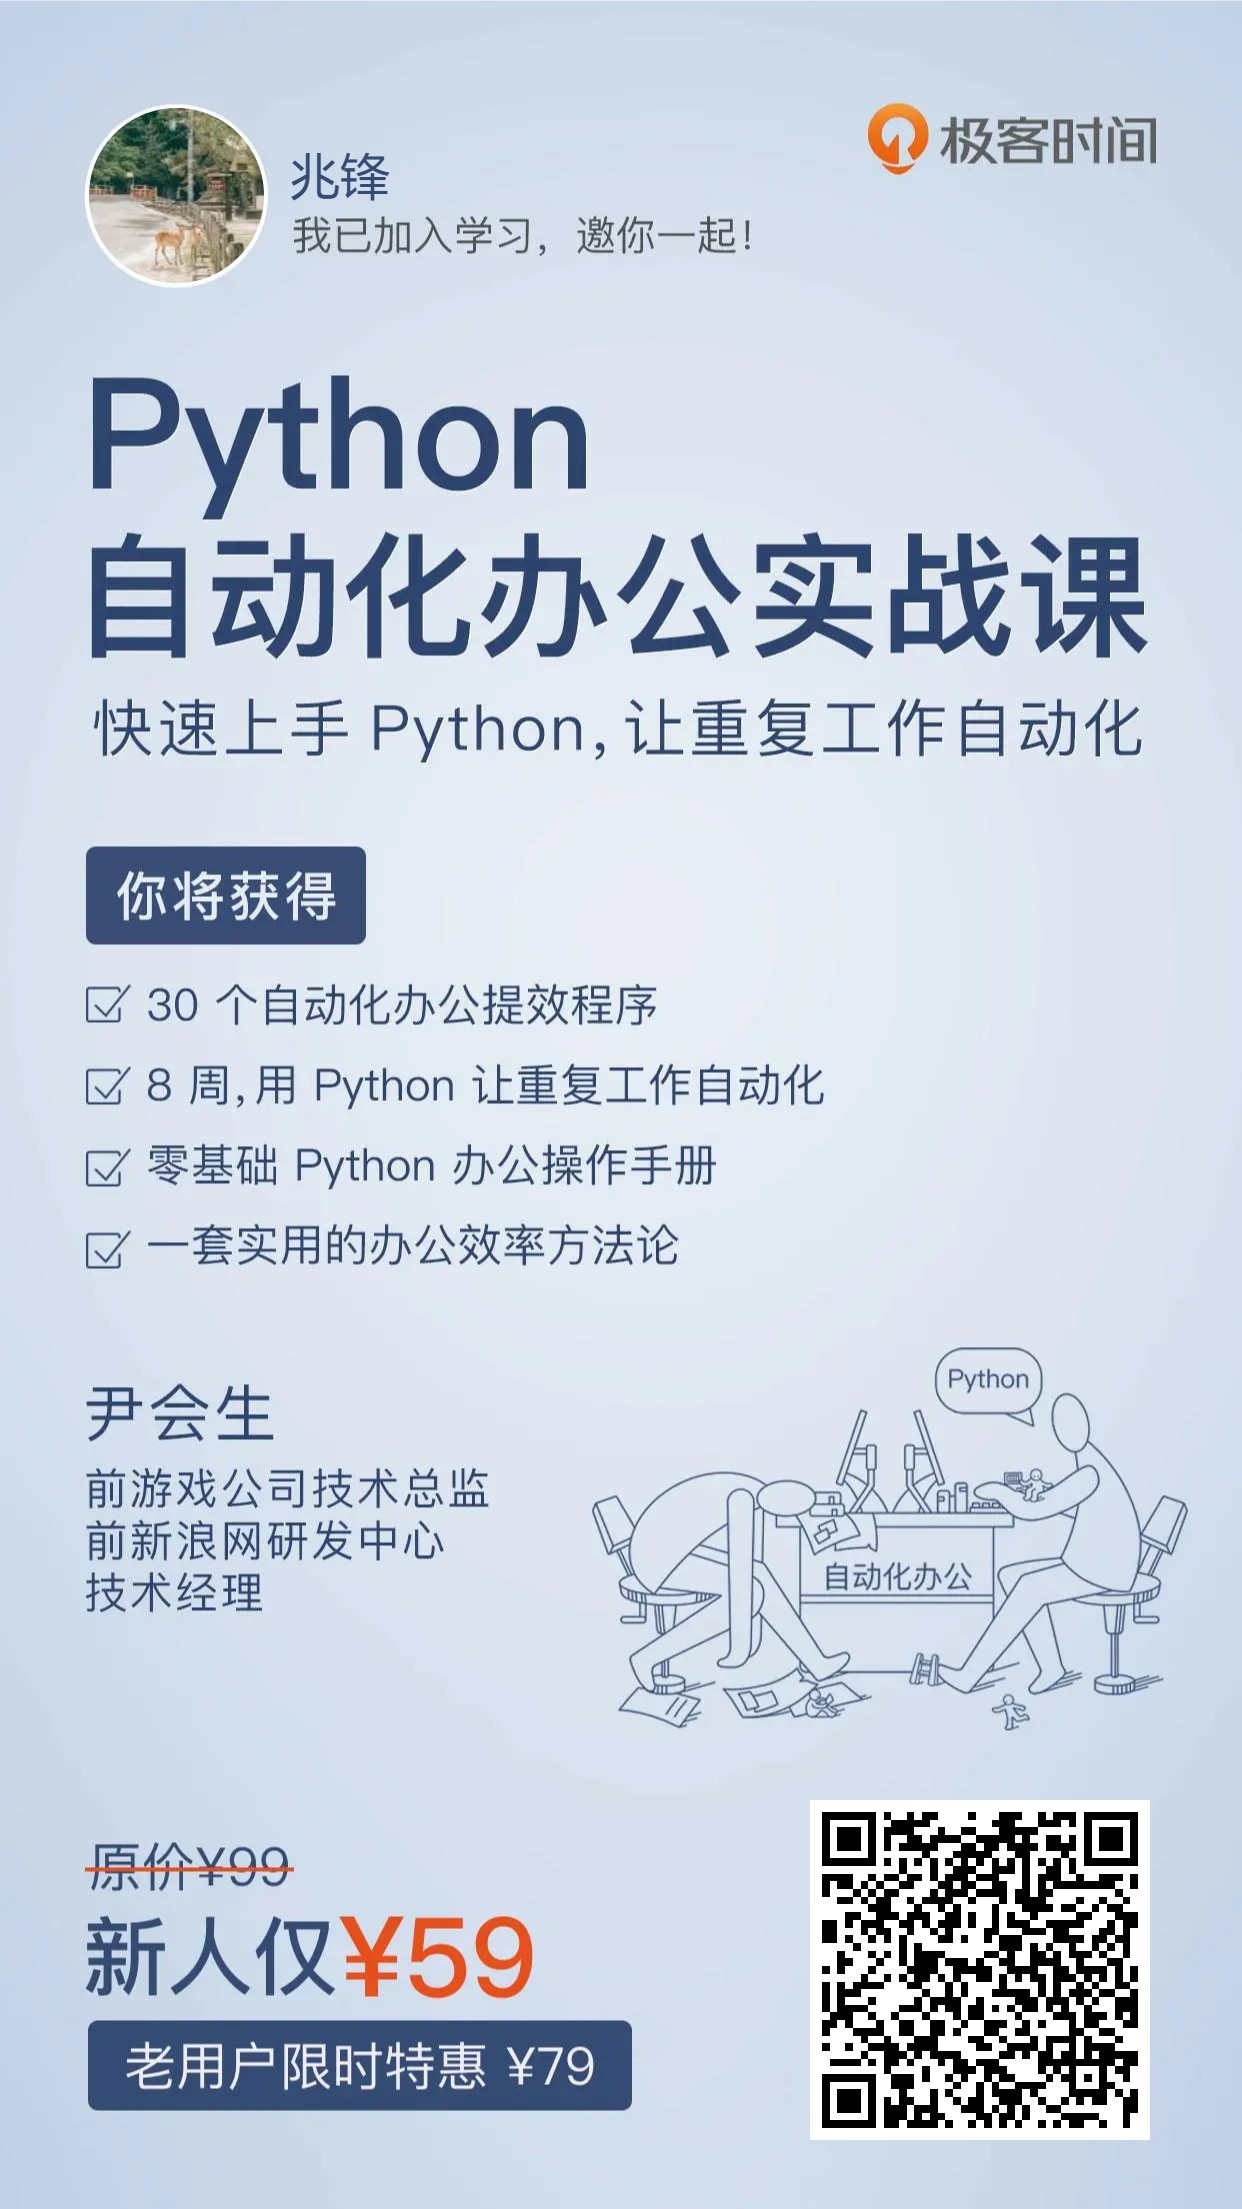 极客时间
兆锋
我已加入学习，邀你一起！
Python
自动化办公实战课
快速上手 Python, 让重复工作自动化
你将获得
30 个自动化办公提效程序
8 周, 用 Python 让重复工作自动化
零基础 Python 办公操作手册
一套实用的办公效率方法论
尹会生
前游戏公司技术总监
前新浪网研发中心
技术经理
Python
自动化办公
原价¥99
新人仅¥59
老用户限时特惠 ¥79